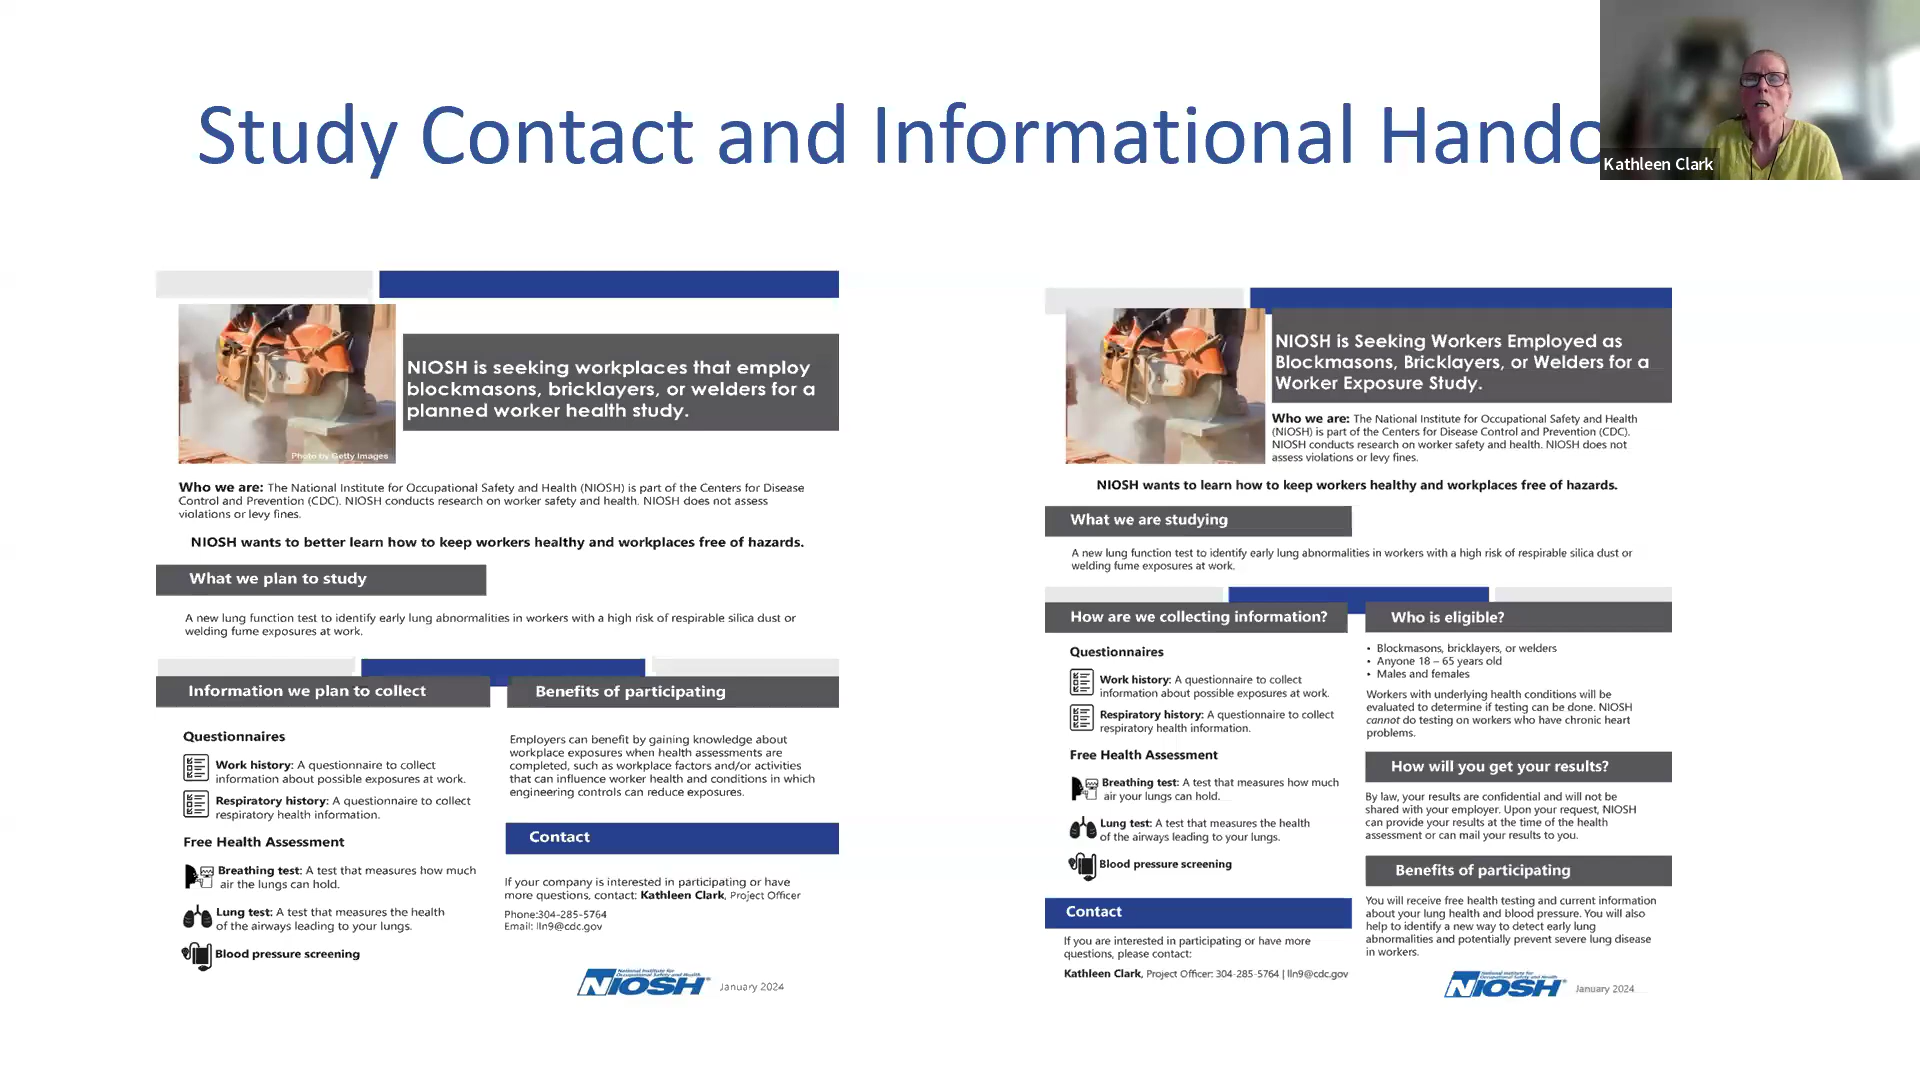 Study Contact and Informational Hando
Kathleen Clark
NIOSH is seeking workplaces that employ
blockmasons, bricklayers, or welders for a
planned worker health study.
Photo by Getty Images
Who we are: The National Institute for Occupational Safety and Health (NIOSH) is part of the Centers for Disease
Control and Prevention (CDC). NIOSH conducts research on worker safety and health. NIOSH does not assess
violations or levy fines.
NIOSH wants to better learn how to keep workers healthy and workplaces free of hazards.
What we plan to study
A new lung function test to identify early lung abnormalities in workers with a high risk of respirable silica dust or
welding fume exposures at work.
Information we plan to collect
Questionnaires
Work history: A questionnaire to collect
information about possible exposures at work.
Respiratory history: A questionnaire to collect
respiratory health information.
Free Health Assessment
Breathing test: A test that measures how much
air the lungs can hold.
Lung test: A test that measures the health
of the airways leading to your lungs.
Blood pressure screening
Benefits of participating
Employers can benefit by gaining knowledge about
workplace exposures when health assessments are
completed, such as workplace factors and/or activities
that can influence worker health and conditions in which
engineering controls can reduce exposures.
Contact
If your company is interested in participating or have
more questions, contact: Kathleen Clark, Project Officer
Phone:304-285-5764
Email: lln9@cdc.gov
National Institute for
Occupational Safety and Health
NIOSH®
January 2024
NIOSH is Seeking Workers Employed as
Blockmasons, Bricklayers, or Welders for a
Worker Exposure Study.
Who we are: The National Institute for Occupational Safety and Health
(NIOSH) is part of the Centers for Disease Control and Prevention (CDC).
NIOSH conducts research on worker safety and health. NIOSH does not
assess violations or levy fines.
NIOSH wants to learn how to keep workers healthy and workplaces free of hazards.
What we are studying
A new lung function test to identify early lung abnormalities in workers with a high risk of respirable silica dust or
welding fume exposures at work.
How are we collecting information?
Questionnaires
Work history: A questionnaire to collect
information about possible exposures at work.
Respiratory history: A questionnaire to collect
respiratory health information.
Free Health Assessment
Breathing test: A test that measures how much
air your lungs can hold.
Lung test: A test that measures the health
of the airways leading to your lungs.
Blood pressure screening
Contact
If you are interested in participating or have more
questions, please contact:
Kathleen Clark, Project Officer: 304-285-5764 | lln9@cdc.gov
Who is eligible?
• Blockmasons, bricklayers, or welders
• Anyone 18 – 65 years old
• Males and females
Workers with underlying health conditions will be
evaluated to determine if testing can be done. NIOSH
cannot do testing on workers who have chronic heart
problems.
How will you get your results?
By law, your results are confidential and will not be
shared with your employer. Upon your request, NIOSH
can provide your results at the time of the health
assessment or can mail your results to you.
Benefits of participating
You will receive free health testing and current information
about your lung health and blood pressure. You will also
help to identify a new way to detect early lung
abnormalities and potentially prevent severe lung disease
in workers.
National Institute for
Occupational Safety and Health
NIOSH®
January 2024